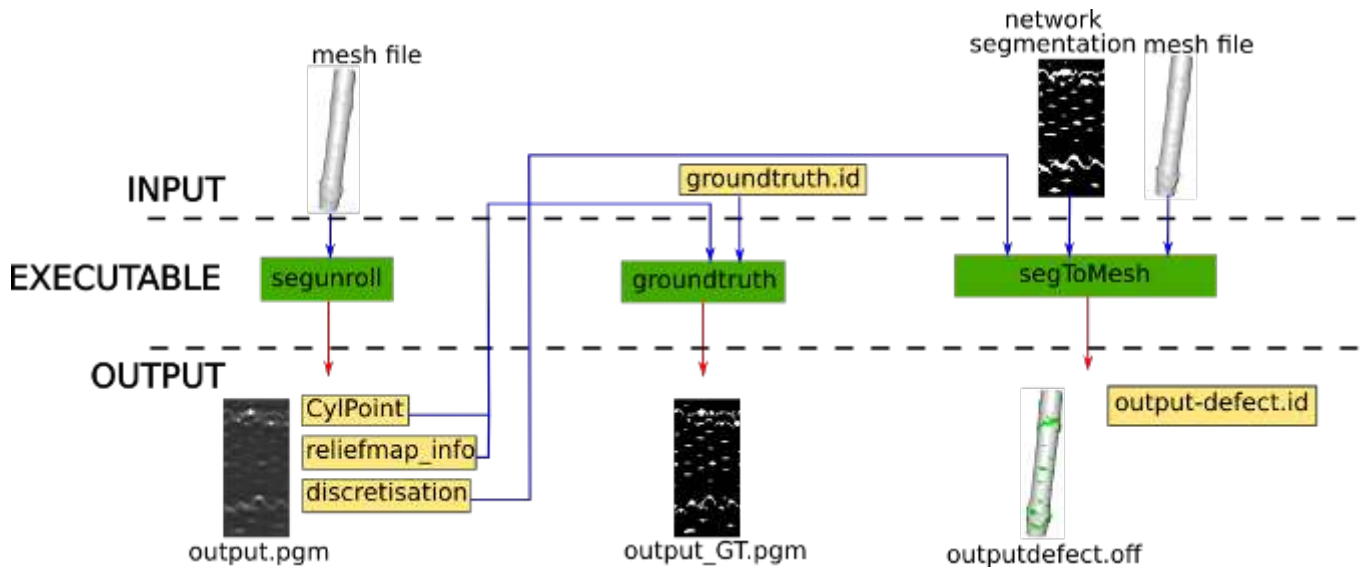 network
segmentation
mesh file
mesh file
INPUT
groundtruth.id
EXECUTABLE
segunroll
groundtruth
segToMesh
OUTPUT
CylPoint
reliefmap_info
discretisation
output-defect.id
output.pgm
output_GT.pgm
outputdefect.off